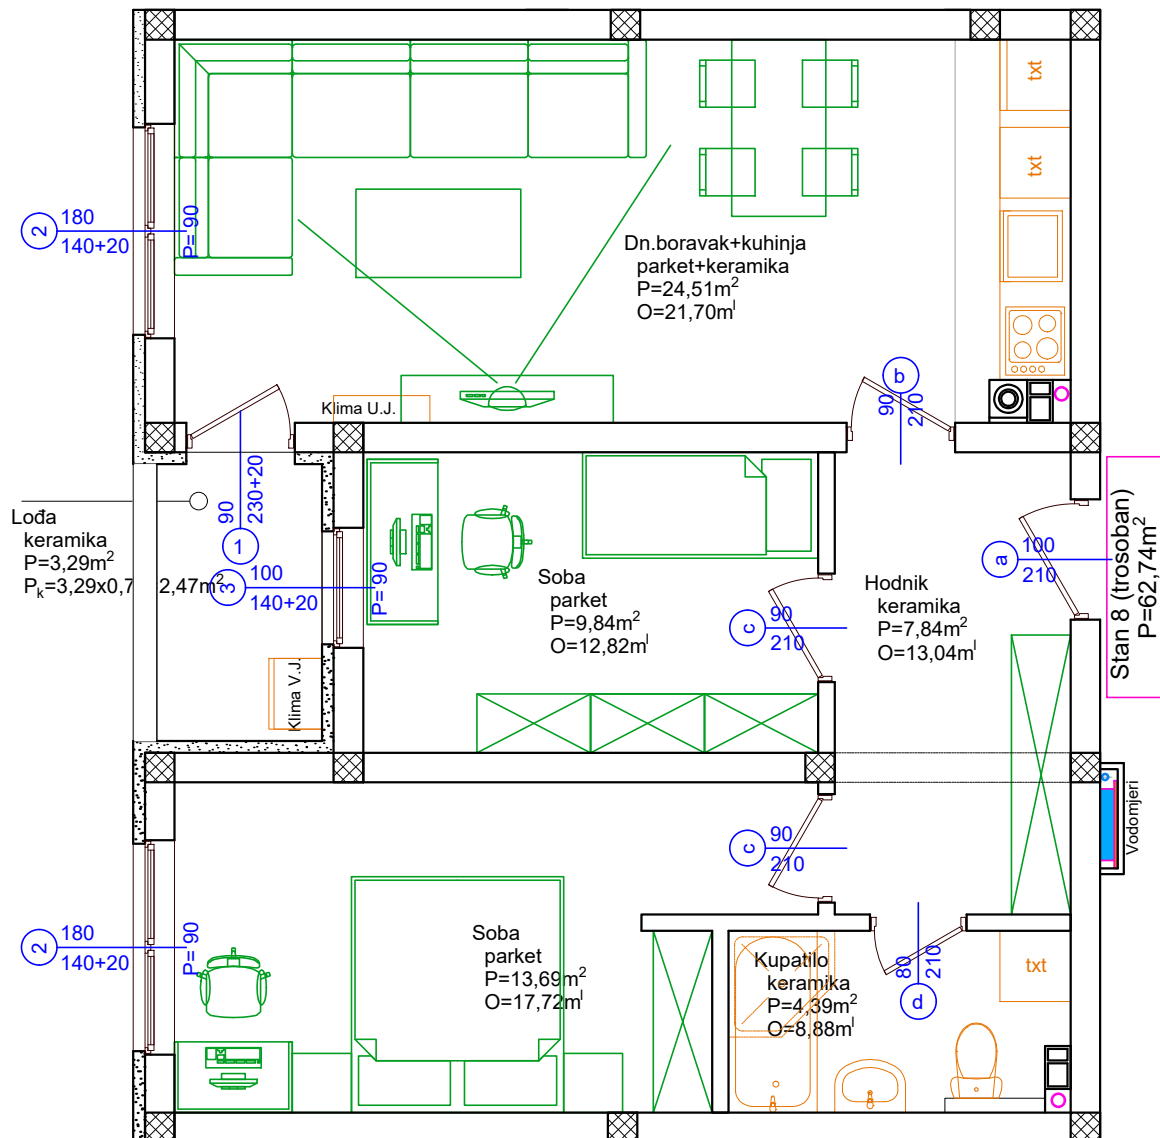 txt
txt
2
180
140+20
P= 90
Dn.boravak+kuhinja
parket+keramika
P=24,51m²
O=21,70mˡ
b
90
210
Klima U.J.
90
230+20
1
Lođa
keramika
P=3,29m²
Pₖ=3,29x0,7 2,47m²
3
100
140+20
P= 90
Soba
parket
P=9,84m²
O=12,82mˡ
c
90
210
Hodnik
keramika
P=7,84m²
O=13,04mˡ
a
100
210
Stan 8 (trosoban)
P=62,74m²
Klima V.J.
Vodomjeri
c
90
210
2
180
140+20
P= 90
Soba
parket
P=13,69m²
O=17,72mˡ
Kupatilo
keramika
P=4,39m²
O=8,88mˡ
80
210
d
txt